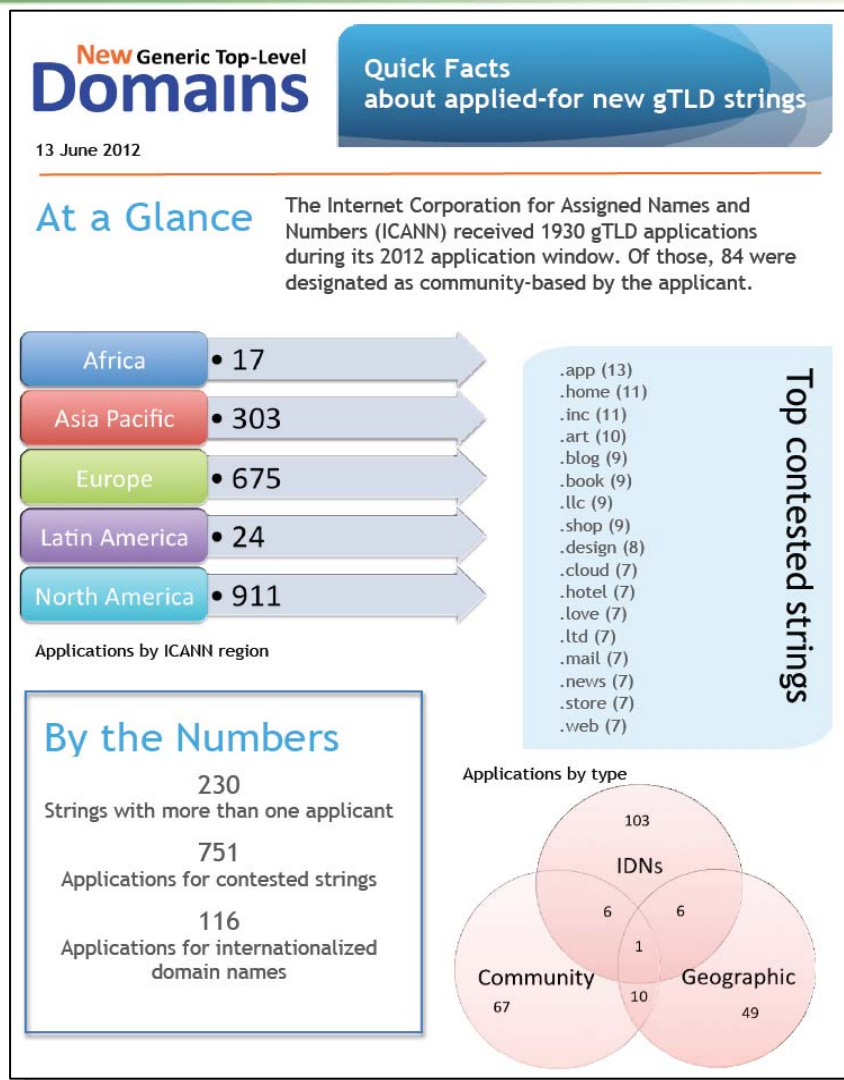 New Generic Top-Level
Domains
Quick Facts
about applied-for new gTLD strings
13 June 2012
At a Glance
The Internet Corporation for Assigned Names and
Numbers (ICANN) received 1930 gTLD applications
during its 2012 application window. Of those, 84 were
designated as community-based by the applicant.
Africa • 17
Asia Pacific • 303
Europe • 675
Latin America • 24
North America • 911
Applications by ICANN region
.app (13)
.home (11)
.inc (11)
.art (10)
.blog (9)
.book (9)
.llc (9)
.shop (9)
.design (8)
.cloud (7)
.hotel (7)
.love (7)
.ltd (7)
.mail (7)
.news (7)
.store (7)
.web (7)
Top contested strings
By the Numbers
230
Strings with more than one applicant
751
Applications for contested strings
116
Applications for internationalized
domain names
Applications by type
103
IDNs
6 6
1
Community Geographic
67 10 49